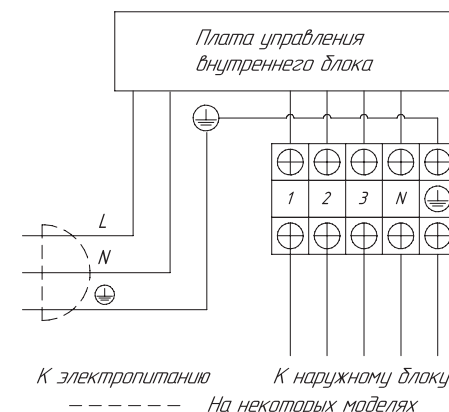 Плата управления
внутреннего блока
1 2 3 N
L
N
К электропитанию
К наружному блоку
На некоторых моделях